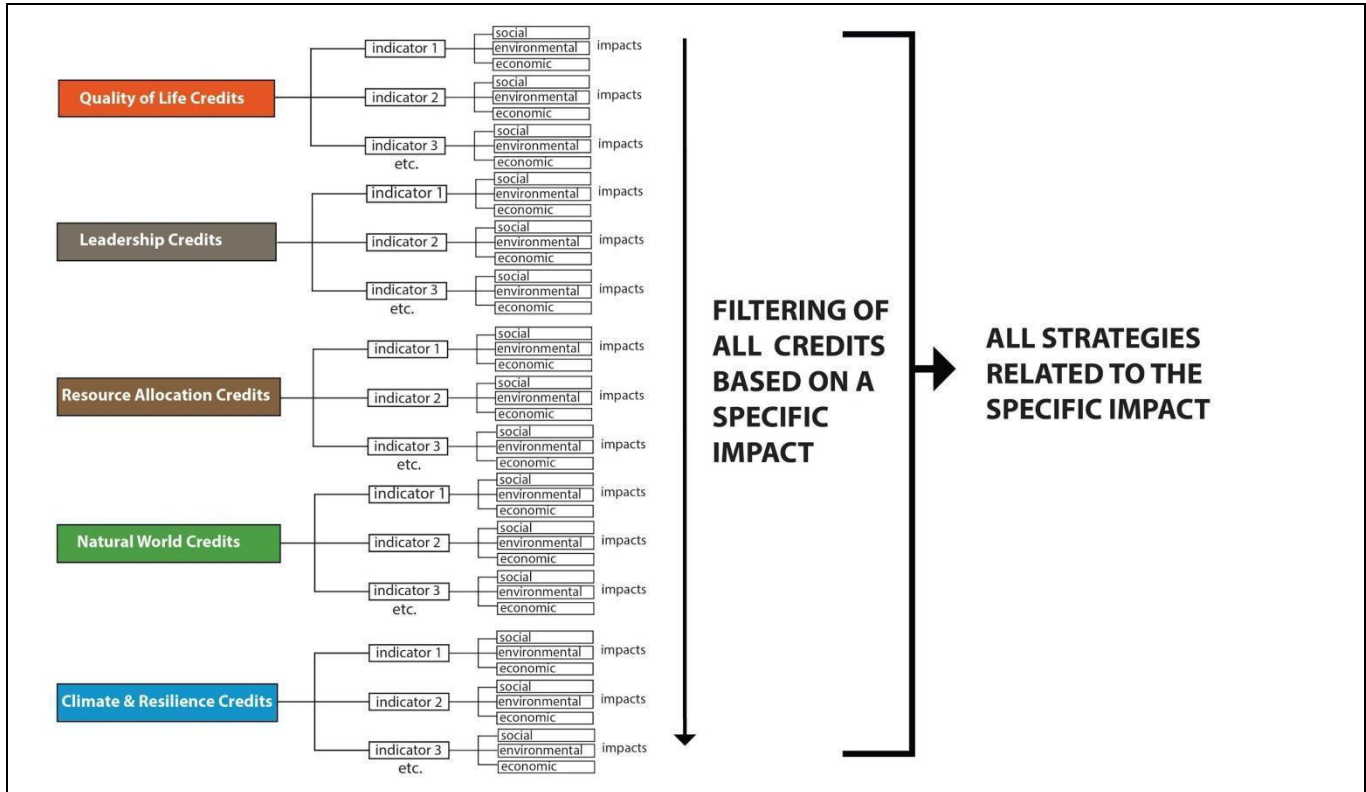 Quality of Life Credits
indicator 1
social
environmental
economic
impacts
indicator 2
social
environmental
economic
impacts
indicator 3
etc.
social
environmental
economic
impacts
Leadership Credits
indicator 1
social
environmental
economic
impacts
indicator 2
social
environmental
economic
impacts
indicator 3
etc.
social
environmental
economic
impacts
Resource Allocation Credits
indicator 1
social
environmental
economic
impacts
indicator 2
social
environmental
economic
impacts
indicator 3
etc.
social
environmental
economic
impacts
Natural World Credits
indicator 1
social
environmental
economic
impacts
indicator 2
social
environmental
economic
impacts
indicator 3
etc.
social
environmental
economic
impacts
Climate & Resilience Credits
indicator 1
social
environmental
economic
impacts
indicator 2
social
environmental
economic
impacts
indicator 3
etc.
social
environmental
economic
impacts
FILTERING OF
ALL CREDITS
BASED ON A
SPECIFIC
IMPACT
ALL STRATEGIES
RELATED TO THE
SPECIFIC IMPACT